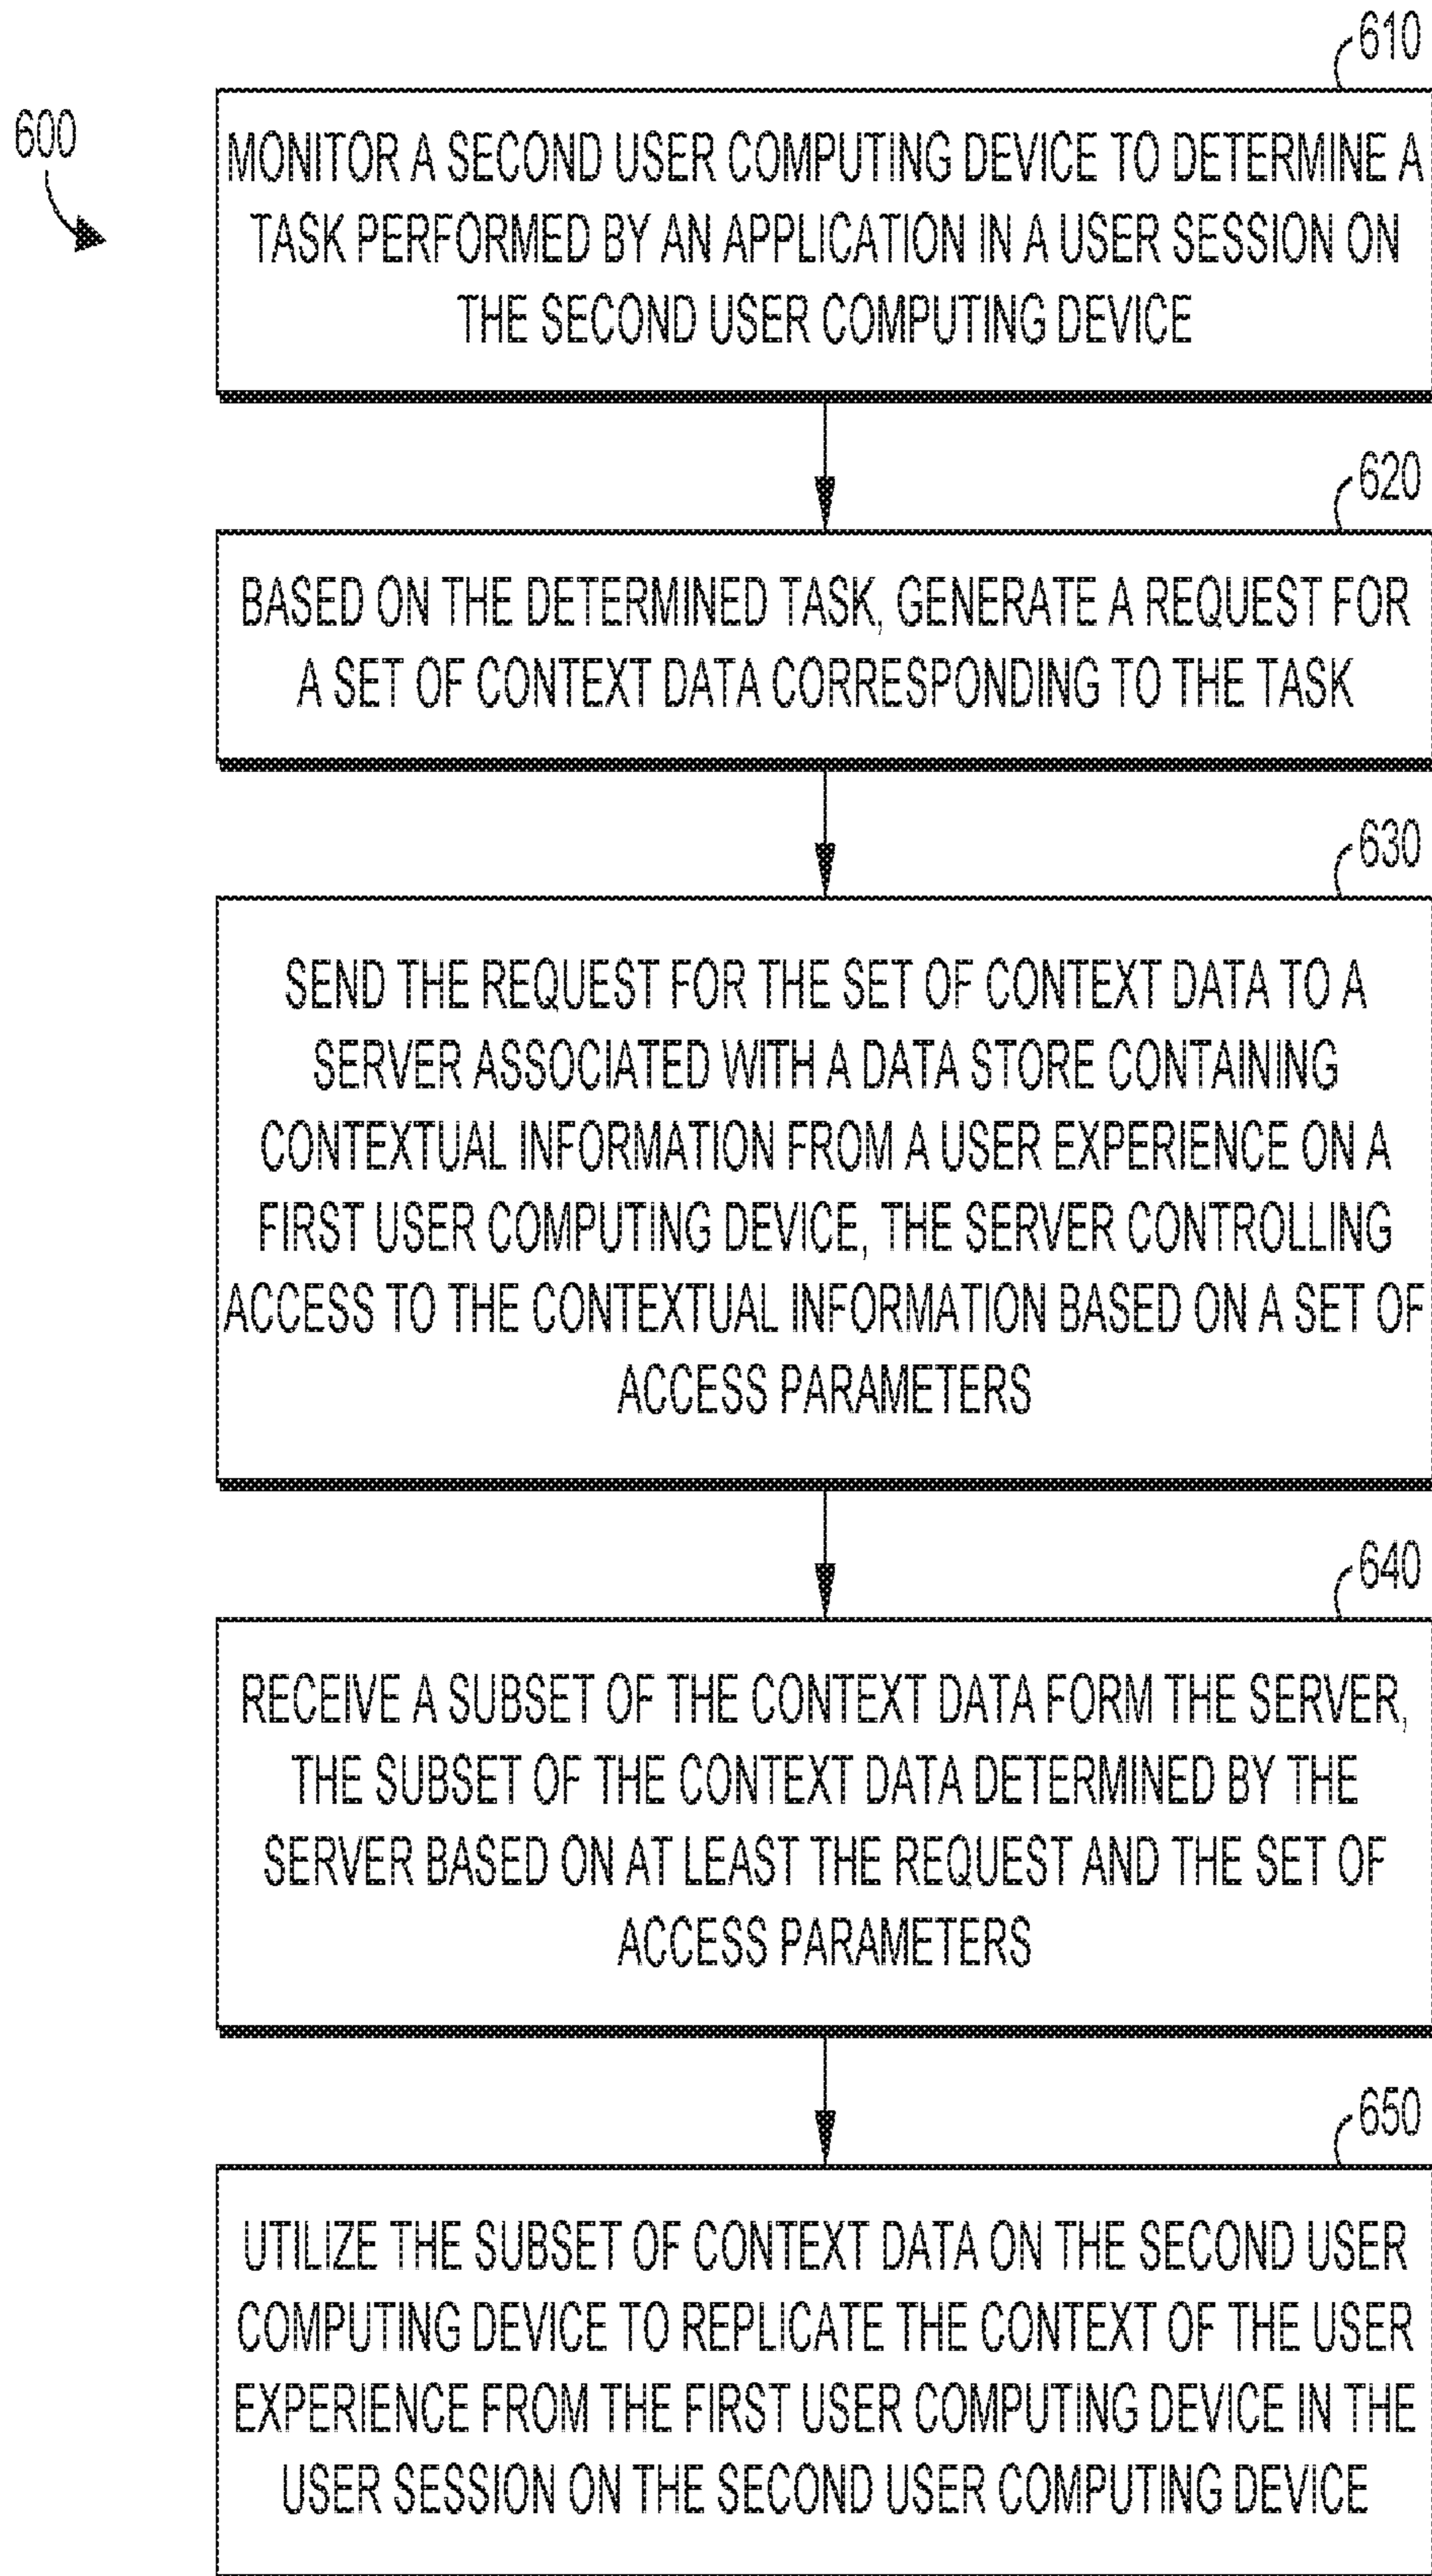 610
600
MONITOR A SECOND USER COMPUTING DEVICE TO DETERMINE A
TASK PERFORMED BY AN APPLICATION IN A USER SESSION ON
THE SECOND USER COMPUTING DEVICE
620
BASED ON THE DETERMINED TASK, GENERATE A REQUEST FOR
A SET OF CONTEXT DATA CORRESPONDING TO THE TASK
630
SEND THE REQUEST FOR THE SET OF CONTEXT DATA TO A
SERVER ASSOCIATED WITH A DATA STORE CONTAINING
CONTEXTUAL INFORMATION FROM A USER EXPERIENCE ON A
FIRST USER COMPUTING DEVICE, THE SERVER CONTROLLING
ACCESS TO THE CONTEXTUAL INFORMATION BASED ON A SET OF
ACCESS PARAMETERS
640
RECEIVE A SUBSET OF THE CONTEXT DATA FORM THE SERVER,
THE SUBSET OF THE CONTEXT DATA DETERMINED BY THE
SERVER BASED ON AT LEAST THE REQUEST AND THE SET OF
ACCESS PARAMETERS
650
UTILIZE THE SUBSET OF CONTEXT DATA ON THE SECOND USER
COMPUTING DEVICE TO REPLICATE THE CONTEXT OF THE USER
EXPERIENCE FROM THE FIRST USER COMPUTING DEVICE IN THE
USER SESSION ON THE SECOND USER COMPUTING DEVICE